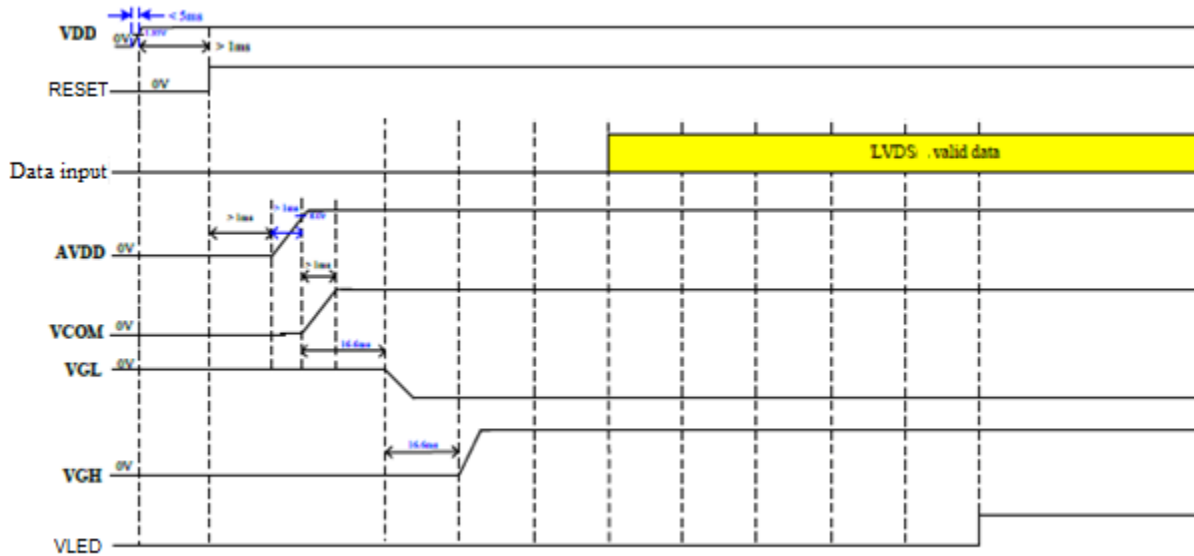 < 5ms
VDD
0V
> 1ms
RESET
0V
LVDS . valid data
Data input
> 1ms
> 1ms
AVDD
0V
> 1ms
VCOM
0V
16.6ms
VGL
0V
16.6ms
VGH
0V
VLED